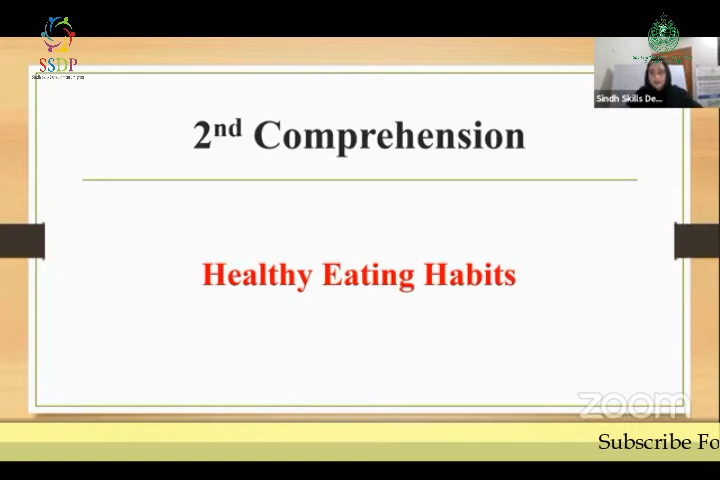 SSDP
2nd Comprehension
Sindh Skills De...
Healthy Eating Habits
zoom
Subscribe Fo